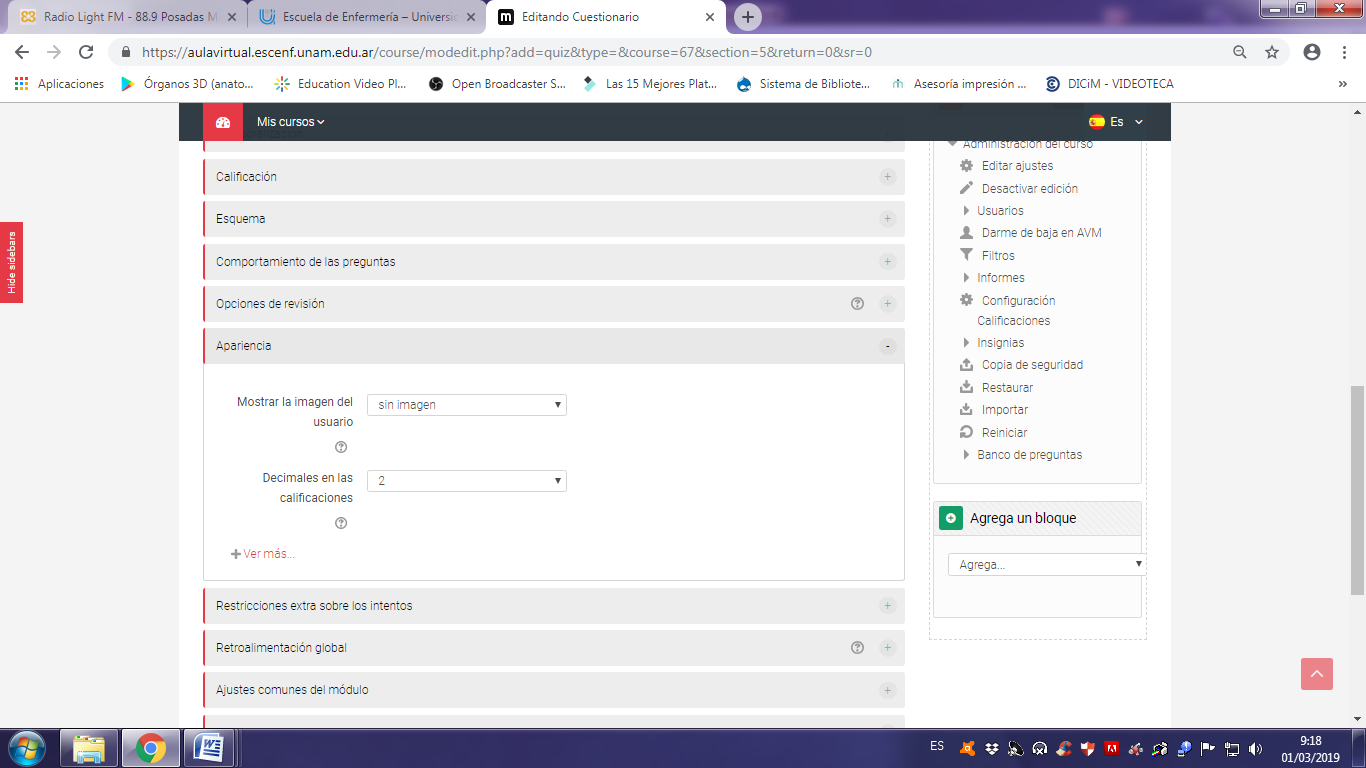 Radio Light FM - 88.9 Posadas M
Escuela de Enfermería – Universid
Editando Cuestionario
https://aulavirtual.escenf.unam.edu.ar/course/modedit.php?add=quiz&type=&course=67&section=5&return=0&sr=0
Aplicaciones
Órganos 3D (anato...
Education Video Pl...
Open Broadcaster S...
Las 15 Mejores Plat...
Sistema de Bibliote...
Asesoría impresión ...
DICiM - VIDEOTECA
»
Mis cursos
Es
Calificación
Esquema
Comportamiento de las preguntas
Opciones de revisión
Apariencia
Mostrar la imagen del
usuario
sin imagen
Decimales en las
calificaciones
2
Ver más...
Restricciones extra sobre los intentos
Retroalimentación global
Ajustes comunes del módulo
Hide sidebars
Administración del curso
Editar ajustes
Desactivar edición
Usuarios
Darme de baja en AVM
Filtros
Informes
Configuración
Calificaciones
Insignias
Copia de seguridad
Restaurar
Importar
Reiniciar
Banco de preguntas
Agrega un bloque
Agrega...
ES
9:18
01/03/2019